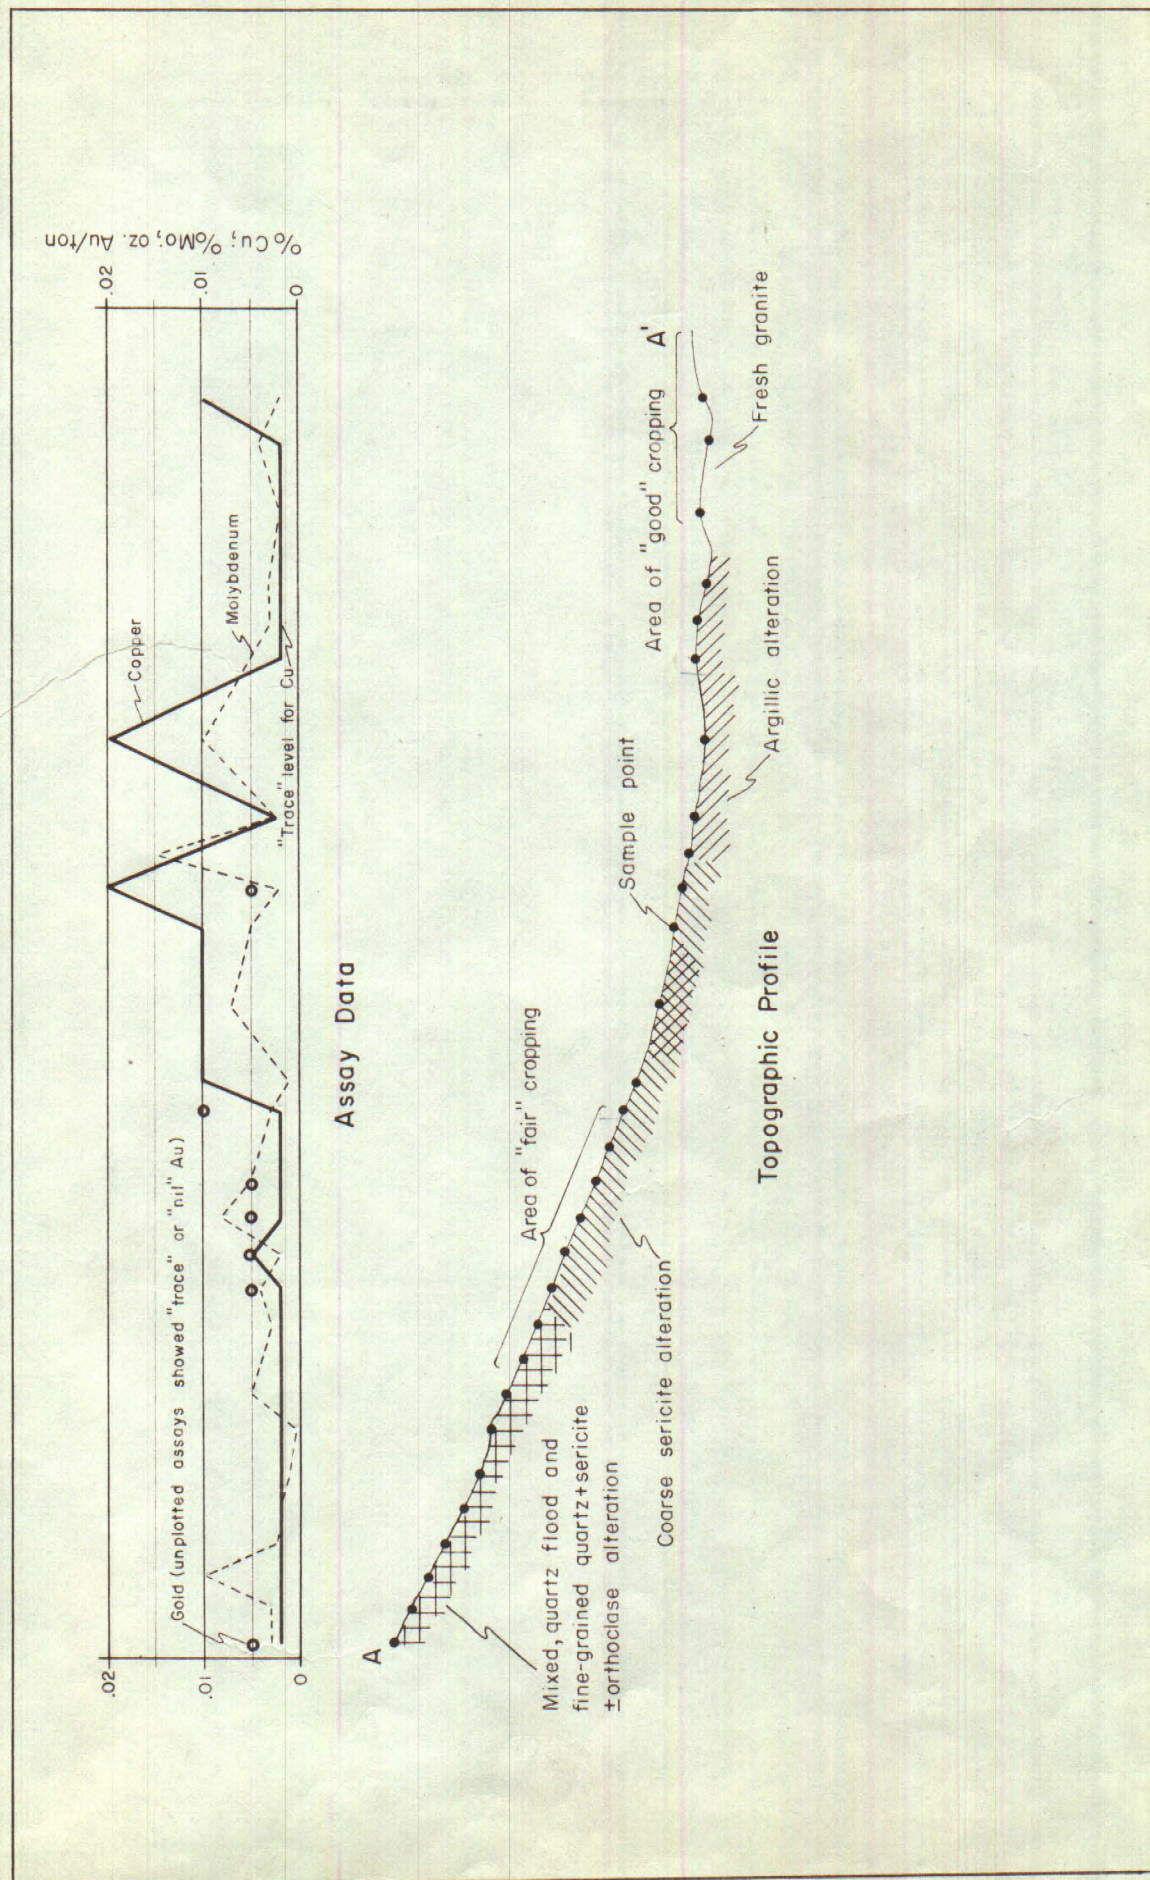 % Cu; %Mo; oz. Au/ton
.02
.01
0
.02
.01
0
Gold (unplotted assays showed "trace" or "nil" Au)
Copper
Molybdenum
"Trace" level for Cu
Assay Data
A
A'
Area of "fair" cropping
Area of "good" cropping
Sample point
Fresh granite
Argillic alteration
Mixed, quartz flood and
fine-grained quartz+sericite
±orthoclase alteration
Coarse sericite alteration
Topographic Profile